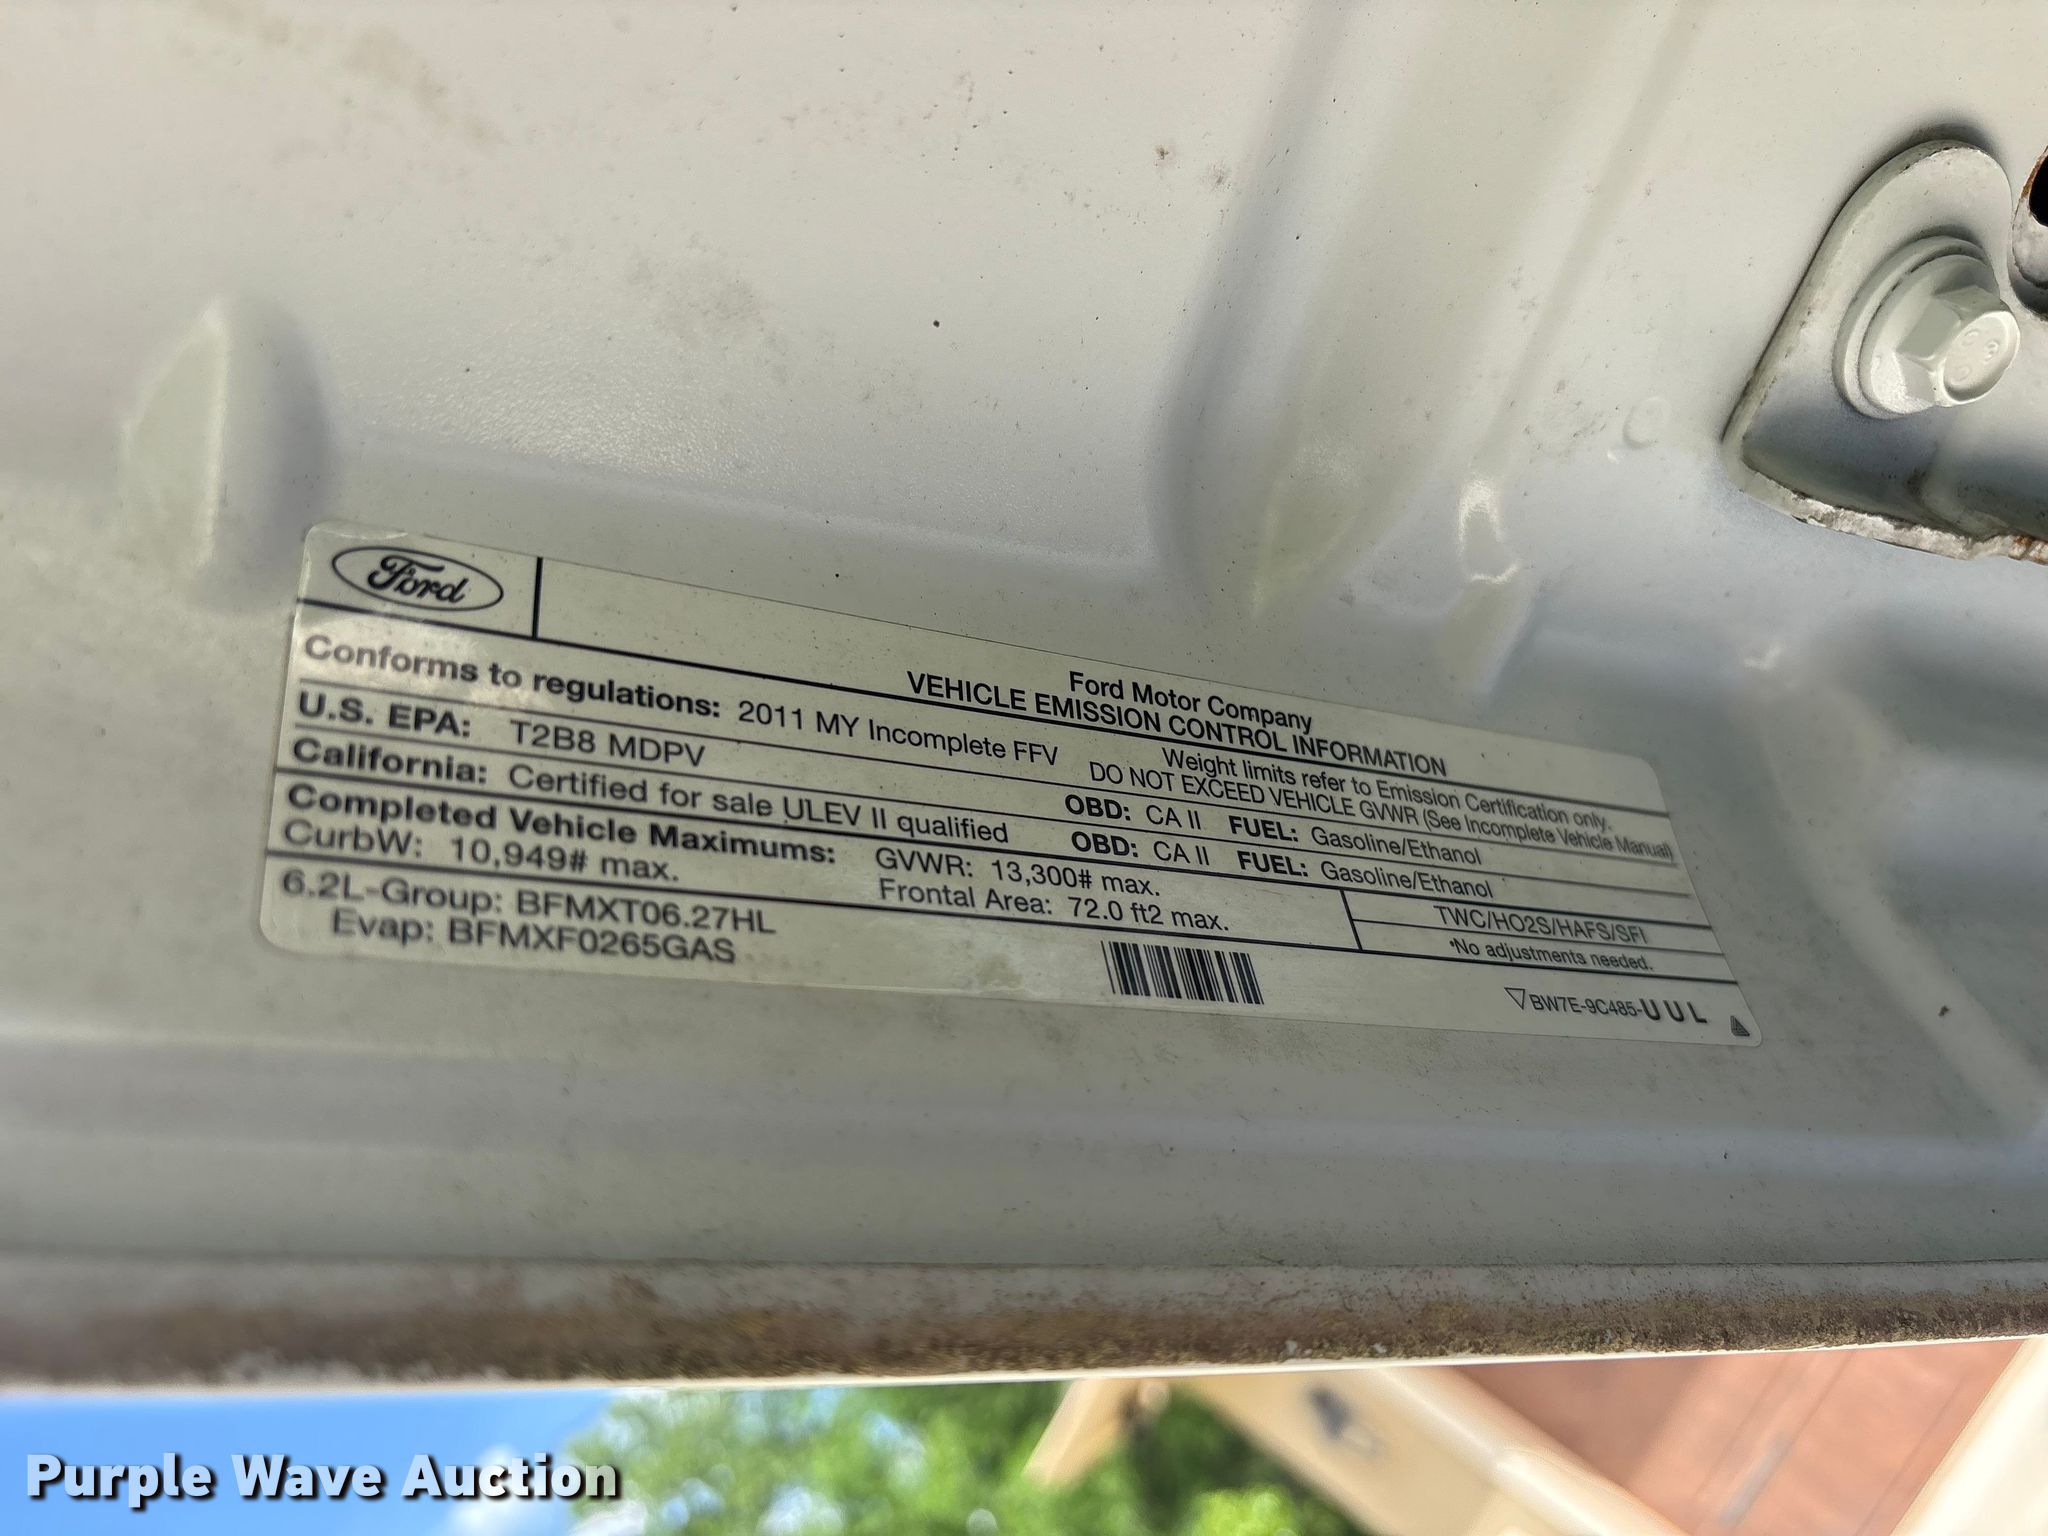 Ford
Ford Motor Company
VEHICLE EMISSION CONTROL INFORMATION
Conforms to regulations: 2011 MY Incomplete FFV
Weight limits refer to Emission Certification only.
DO NOT EXCEED VEHICLE GVWR (See Incomplete Vehicle Manual)
U.S. EPA: T2B8 MDPV OBD: CA II FUEL: Gasoline/Ethanol
California: Certified for sale ULEV II qualified OBD: CA II FUEL: Gasoline/Ethanol
Completed Vehicle Maximums: GVWR: 13,300# max.
CurbW: 10,949# max. Frontal Area: 72.0 ft2 max.
TWC/HO2S/HAFS/SFI
*No adjustments needed.
6.2L-Group: BFMXT06.27HL
Evap: BFMXF0265GAS
BW7E-9C485-UUL
Purple Wave Auction